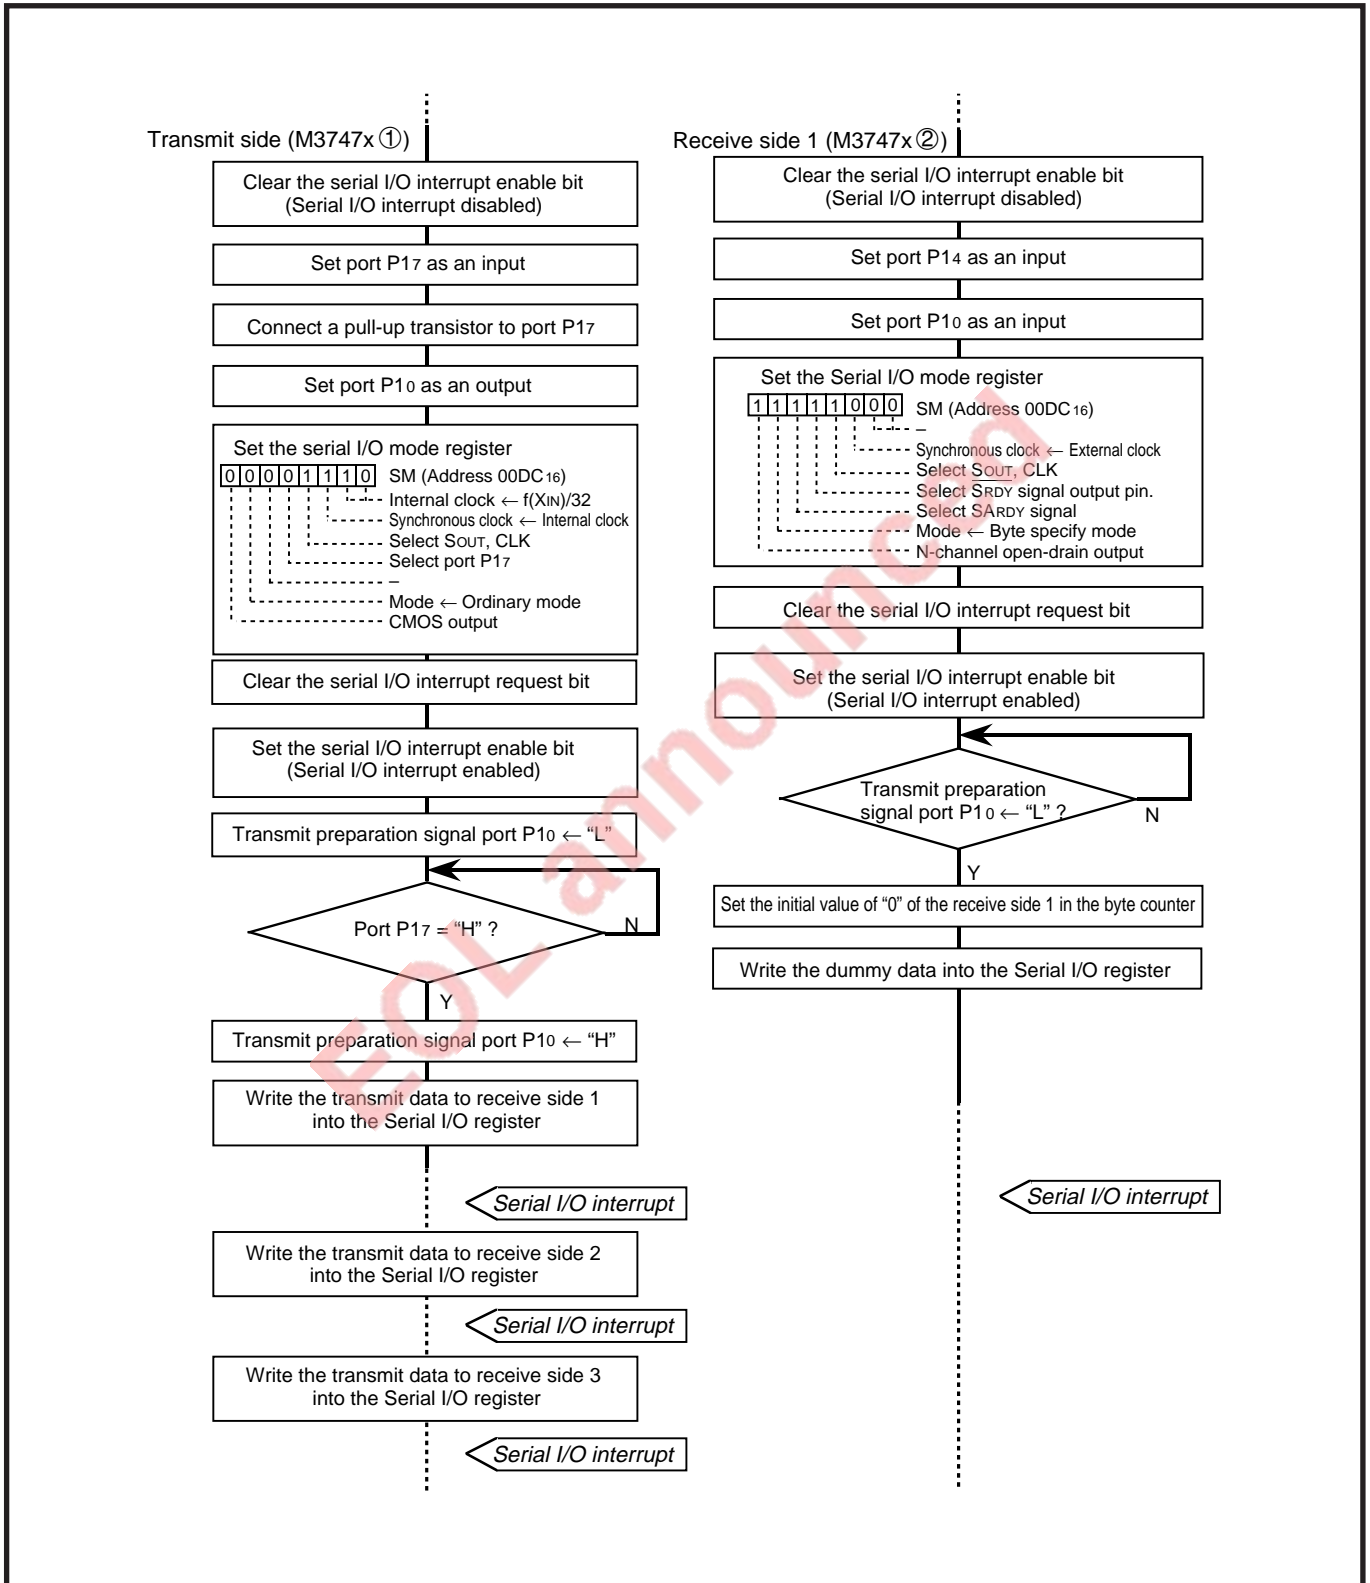 Transmit side (M3747x ①)
Clear the serial I/O interrupt enable bit
(Serial I/O interrupt disabled)
Set port P17 as an input
Connect a pull-up transistor to port P17
Set port P10 as an output
Set the serial I/O mode register
0 0 0 0 1 1 1 0 SM (Address 00DC16)
Internal clock ← f(XIN)/32
Synchronous clock ← Internal clock
Select SOUT, CLK
Select port P17
–
Mode ← Ordinary mode
CMOS output
Clear the serial I/O interrupt request bit
Set the serial I/O interrupt enable bit
(Serial I/O interrupt enabled)
Transmit preparation signal port P10 ← “L”
Port P17 = “H” ?
N
Y
Transmit preparation signal port P10 ← “H”
Write the transmit data to receive side 1
into the Serial I/O register
Serial I/O interrupt
Write the transmit data to receive side 2
into the Serial I/O register
Serial I/O interrupt
Write the transmit data to receive side 3
into the Serial I/O register
Serial I/O interrupt
Receive side 1 (M3747x ②)
Clear the serial I/O interrupt enable bit
(Serial I/O interrupt disabled)
Set port P14 as an input
Set port P10 as an input
Set the Serial I/O mode register
1 1 1 1 1 0 0 0 SM (Address 00DC16)
–
Synchronous clock ← External clock
Select SOUT, CLK
Select SRDY signal output pin.
Select SARDY signal
Mode ← Byte specify mode
N-channel open-drain output
Clear the serial I/O interrupt request bit
Set the serial I/O interrupt enable bit
(Serial I/O interrupt enabled)
Transmit preparation
signal port P10 ← “L” ?
N
Y
Set the initial value of “0” of the receive side 1 in the byte counter
Write the dummy data into the Serial I/O register
Serial I/O interrupt
EOL announced